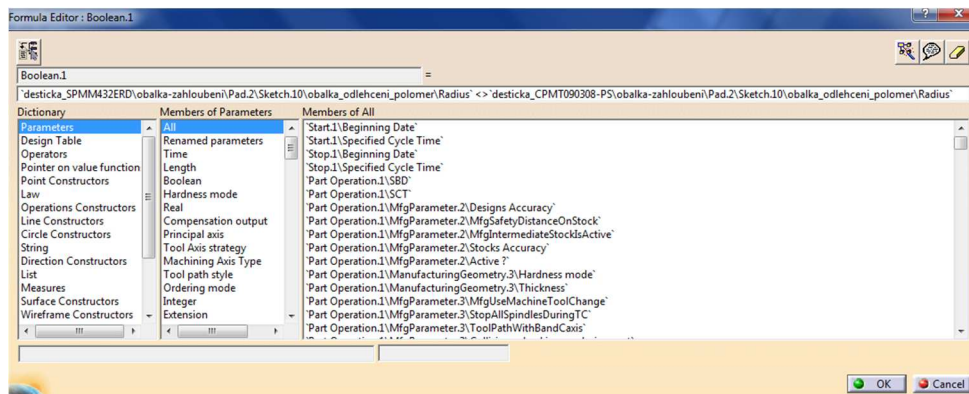 Formula Editor : Boolean.1
Boolean.1 =
`desticka_SPMM432ERD\obalka-zahloubeni\Pad.2\Sketch.10\obalka_odlehceni_polomer\Radius` <>`desticka_CPMT090308-PS\obalka-zahloubeni\Pad.2\Sketch.10\obalka_odlehceni_polomer\Radius`
Dictionary
Parameters
Design Table
Operators
Pointer on value function
Point Constructors
Law
Operations Constructors
Line Constructors
Circle Constructors
String
Direction Constructors
List
Measures
Surface Constructors
Wireframe Constructors
Members of Parameters
All
Renamed parameters
Time
Length
Boolean
Hardness mode
Real
Compensation output
Principal axis
Tool Axis strategy
Machining Axis Type
Tool path style
Ordering mode
Integer
Extension
Members of All
`Start.1\Beginning Date`
`Start.1\Specified Cycle Time`
`Stop.1\Beginning Date`
`Stop.1\Specified Cycle Time`
`Part Operation.1\SBD`
`Part Operation.1\SCT`
`Part Operation.1\MfgParameter.2\Designs Accuracy`
`Part Operation.1\MfgParameter.2\MfgSafetyDistanceOnStock`
`Part Operation.1\MfgParameter.2\MfgIntermediateStockIsActive`
`Part Operation.1\MfgParameter.2\Stocks Accuracy`
`Part Operation.1\MfgParameter.2\Active ?`
`Part Operation.1\ManufacturingGeometry.3\Hardness mode`
`Part Operation.1\ManufacturingGeometry.3\Thickness`
`Part Operation.1\MfgParameter.3\MfgUseMachineToolChange`
`Part Operation.1\MfgParameter.3\StopAllSpindlesDuringTC`
`Part Operation.1\MfgParameter.3\ToolPathWithBandCaxis`
OK
Cancel